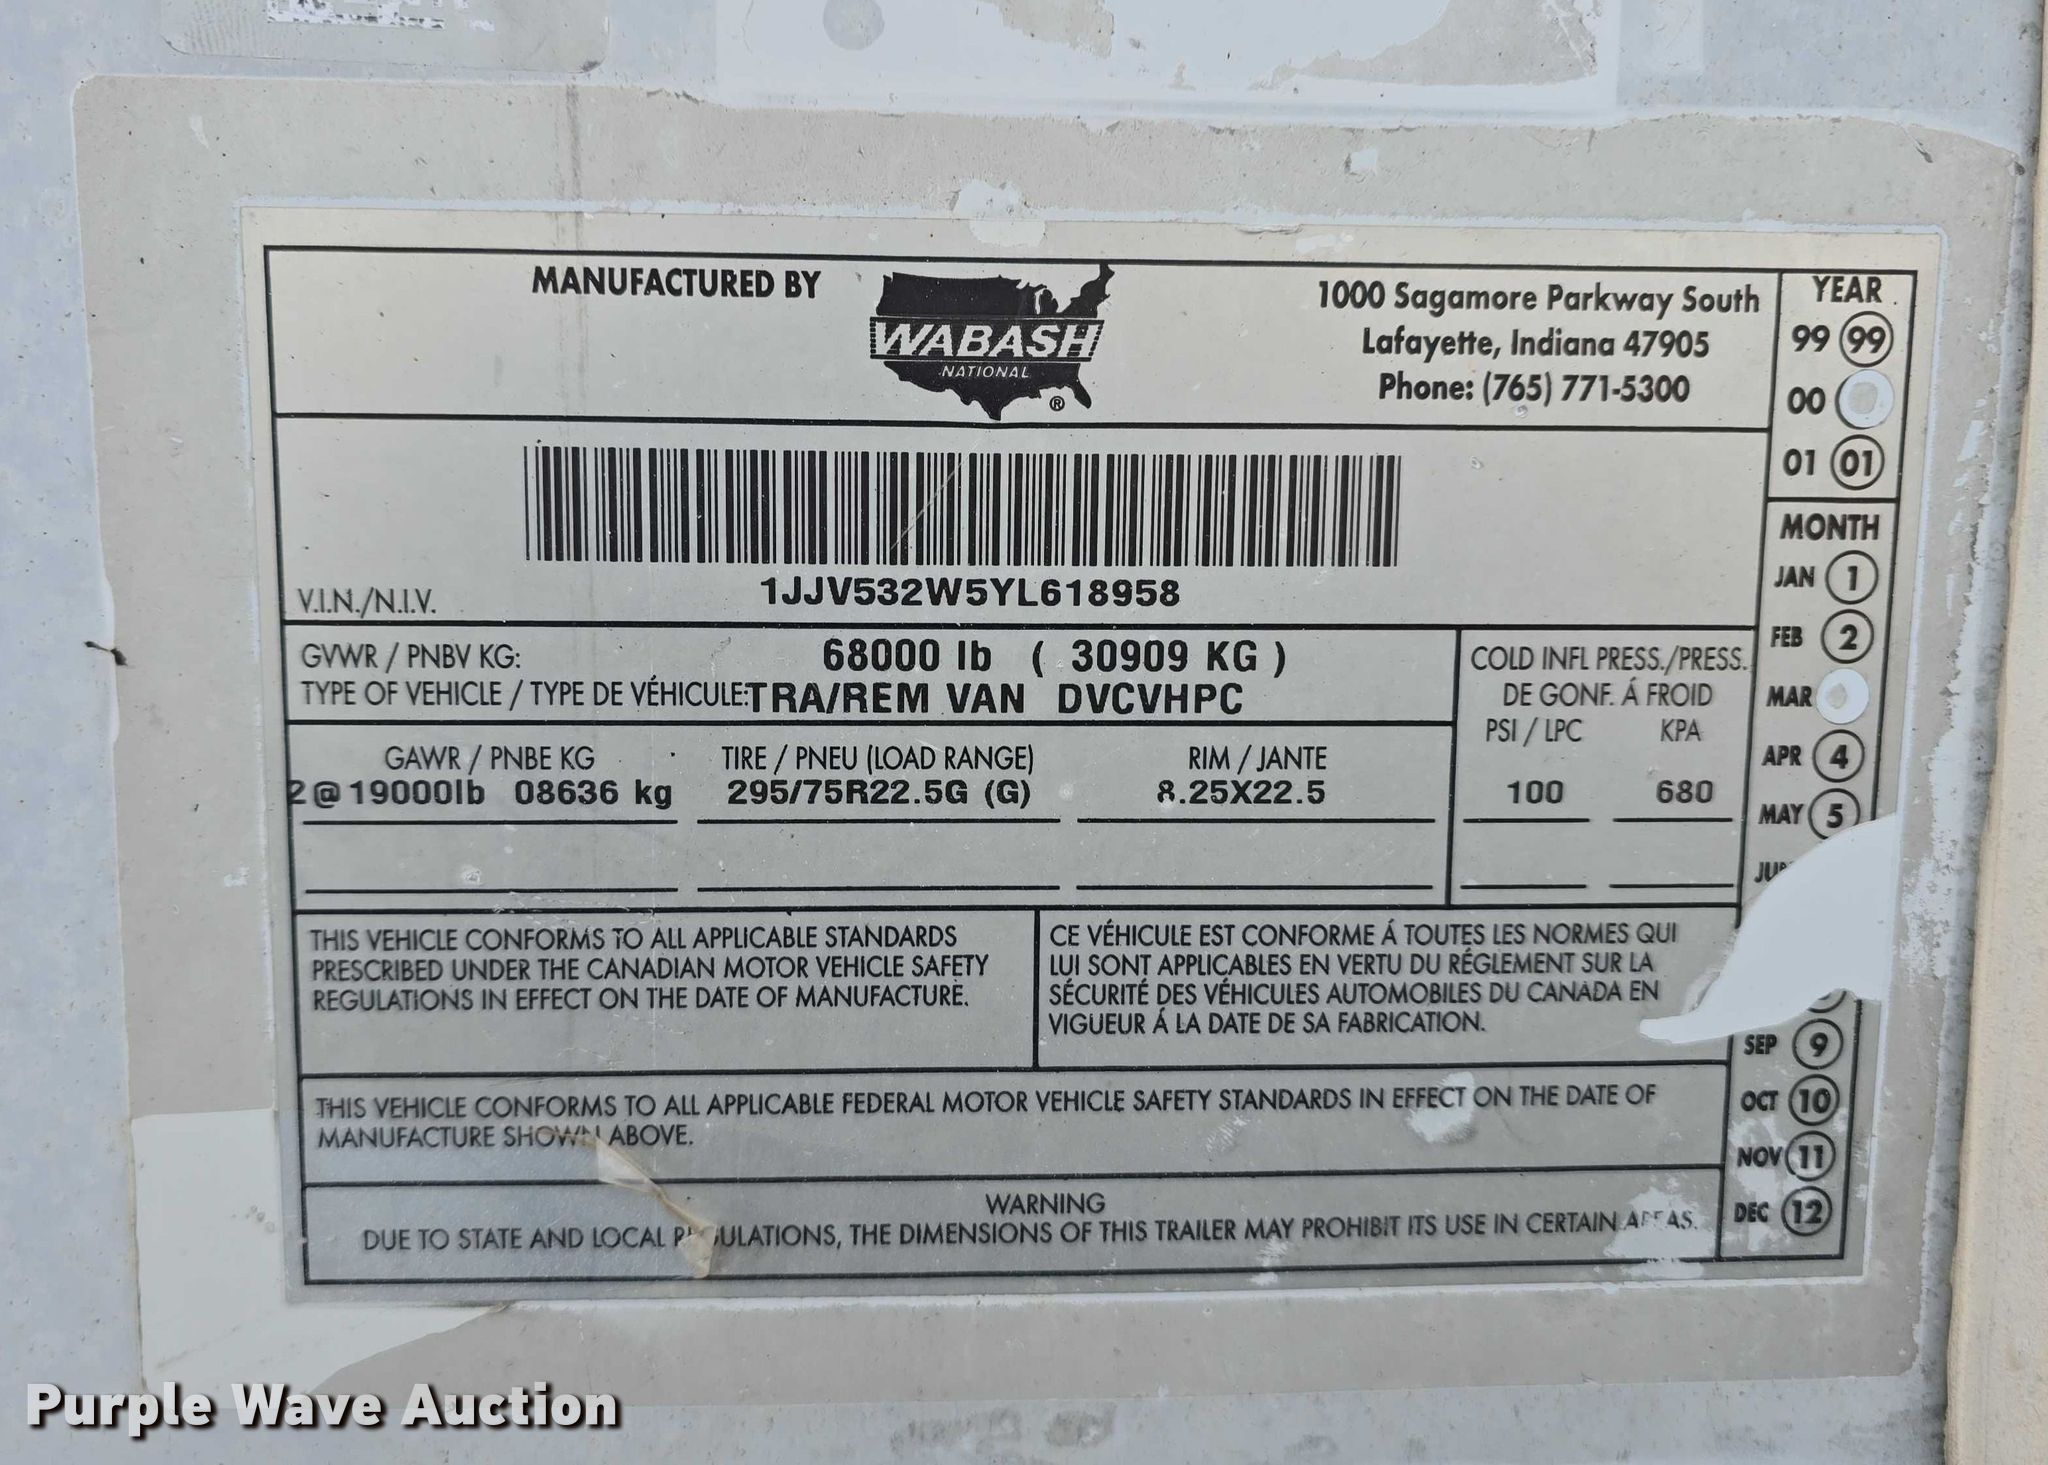 MANUFACTURED BY
WABASH
NATIONAL
®
1000 Sagamore Parkway South
Lafayette, Indiana 47905
Phone: (765) 771-5300
YEAR
99 99
00
01 01
V.I.N./N.I.V.
1JJV532W5YL618958
GVWR / PNBV KG: 68000 lb ( 30909 KG )
TYPE OF VEHICLE / TYPE DE VÉHICULE: TRA/REM VAN DVCVHPC
COLD INFL PRESS./PRESS.
DE GONF. Á FROID
PSI / LPC KPA
100 680
GAWR / PNBE KG TIRE / PNEU (LOAD RANGE) RIM / JANTE
2@19000lb 08636 kg 295/75R22.5G (G) 8.25X22.5
MONTH
JAN 1
FEB 2
MAR
APR 4
MAY 5
SEP 9
OCT 10
NOV 11
DEC 12
THIS VEHICLE CONFORMS TO ALL APPLICABLE STANDARDS
PRESCRIBED UNDER THE CANADIAN MOTOR VEHICLE SAFETY
REGULATIONS IN EFFECT ON THE DATE OF MANUFACTURE.
CE VÉHICULE EST CONFORME Á TOUTES LES NORMES QUI
LUI SONT APPLICABLES EN VERTU DU RÉGLEMENT SUR LA
SÉCURITÉ DES VÉHICULES AUTOMOBILES DU CANADA EN
VIGUEUR Á LA DATE DE SA FABRICATION.
THIS VEHICLE CONFORMS TO ALL APPLICABLE FEDERAL MOTOR VEHICLE SAFETY STANDARDS IN EFFECT ON THE DATE OF
MANUFACTURE SHOWN ABOVE.
WARNING
DUE TO STATE AND LOCAL REGULATIONS, THE DIMENSIONS OF THIS TRAILER MAY PROHIBIT ITS USE IN CERTAIN AREAS.
Purple Wave Auction